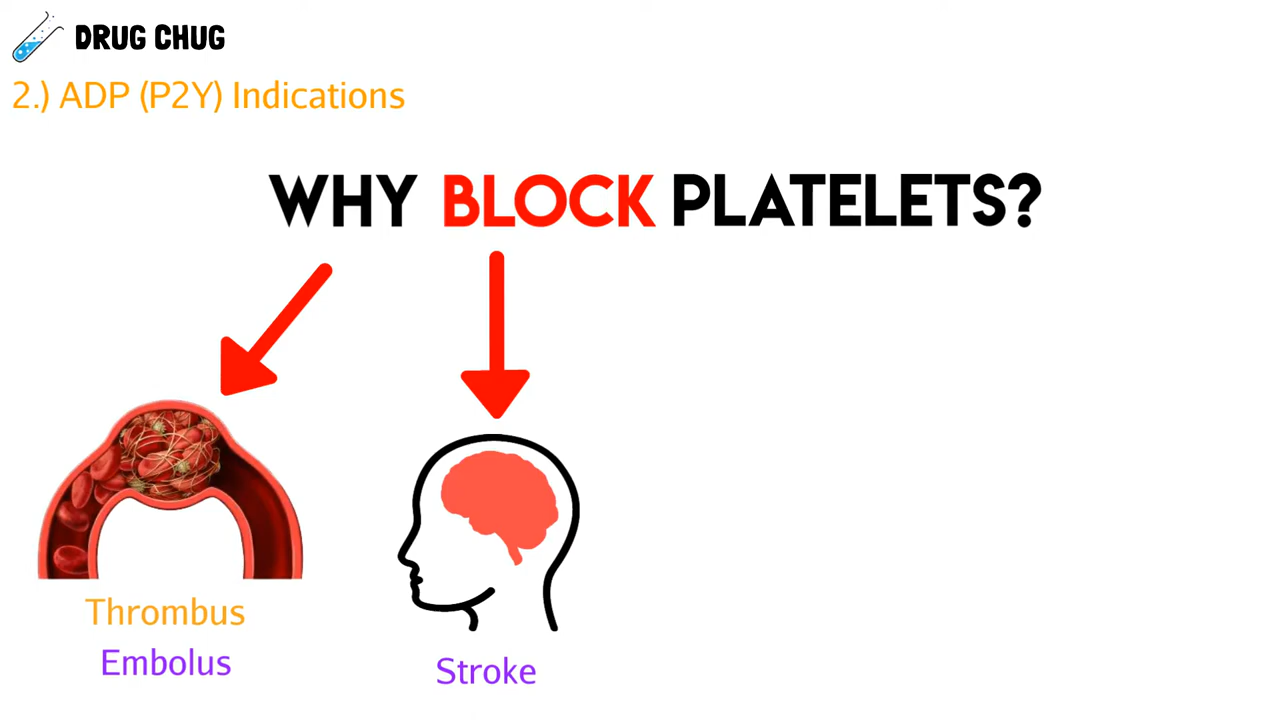 DRUG CHUG
2.) ADP (P2Y) Indications
WHY BLOCK PLATELETS?
Thrombus
Embolus
Stroke